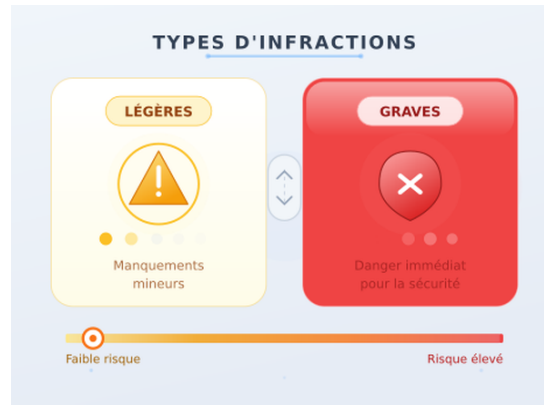 TYPES D'INFRACTIONS
LÉGÈRES
GRAVES
Manquements
mineurs
Danger immédiat
pour la sécurité
Faible risque
Risque élevé